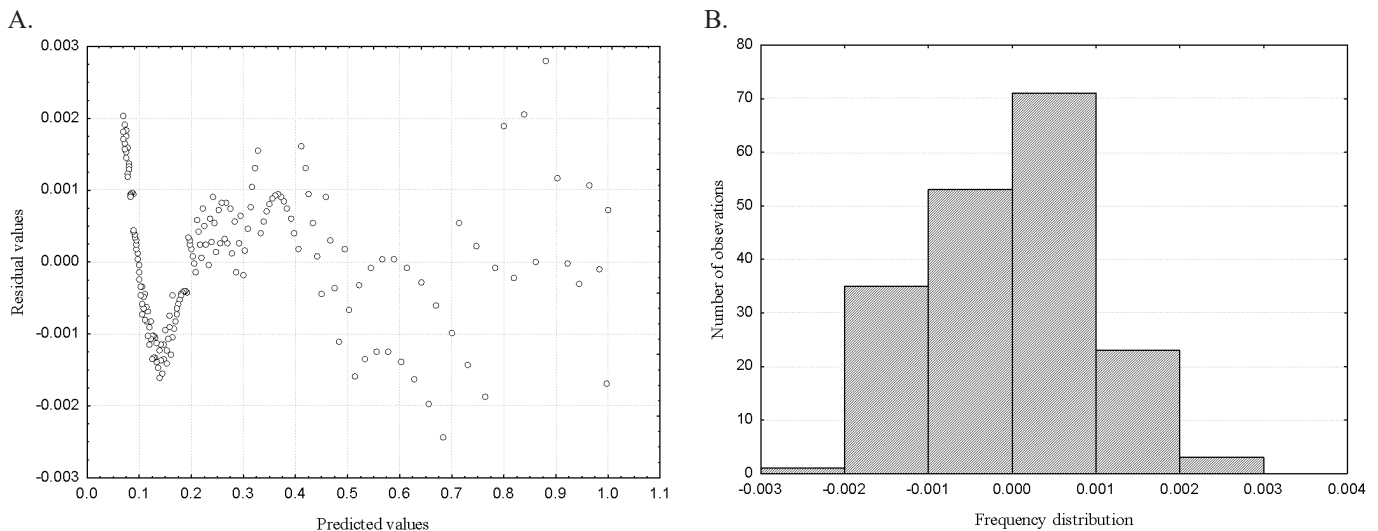 A.
0.003
0.002
0.001
0.000
-0.001
-0.002
-0.003
Residual values
0.0 0.1 0.2 0.3 0.4 0.5 0.6 0.7 0.8 0.9 1.0 1.1
Predicted values
B.
80
70
60
50
40
30
20
10
0
Number of obsevations
-0.003 -0.002 -0.001 0.000 0.001 0.002 0.003 0.004
Frequency distribution